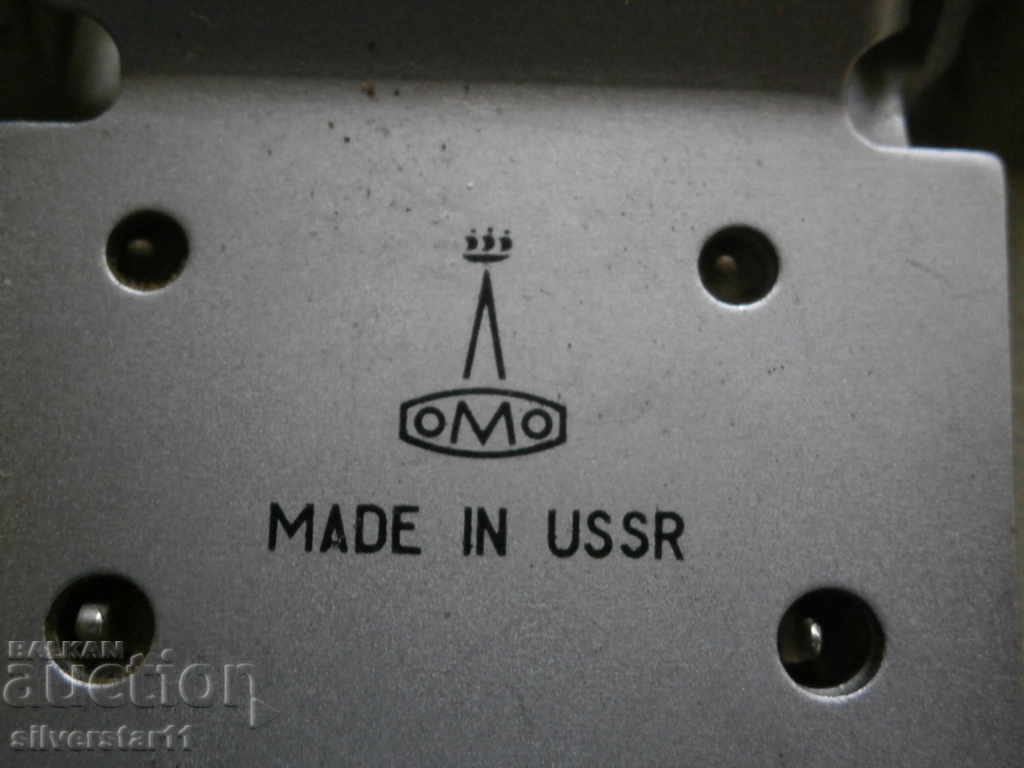 Л
ОМО
MADE IN USSR
BALKAN
auction
silverstar11